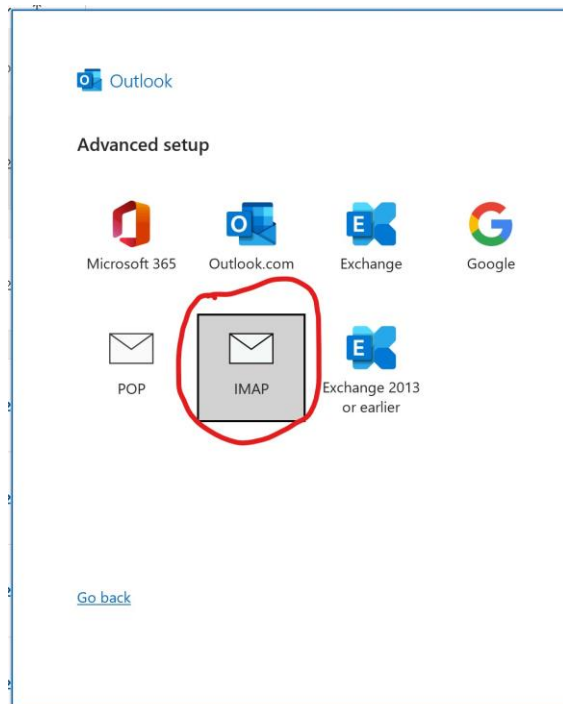 Outlook
Advanced setup
Microsoft 365 Outlook.com Exchange Google
POP IMAP Exchange 2013
or earlier
Go back